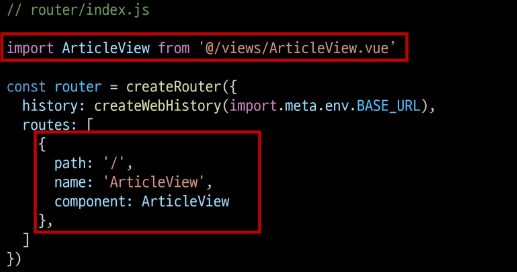 // router/index.js
import ArticleView from '@/views/ArticleView.vue’
const router = createRouter({
history: createWebHistory(import.meta.env.BASE_URL),
routes: [
{
path: '/',
name: 'ArticleView',
component: ArticleView
},
]
})